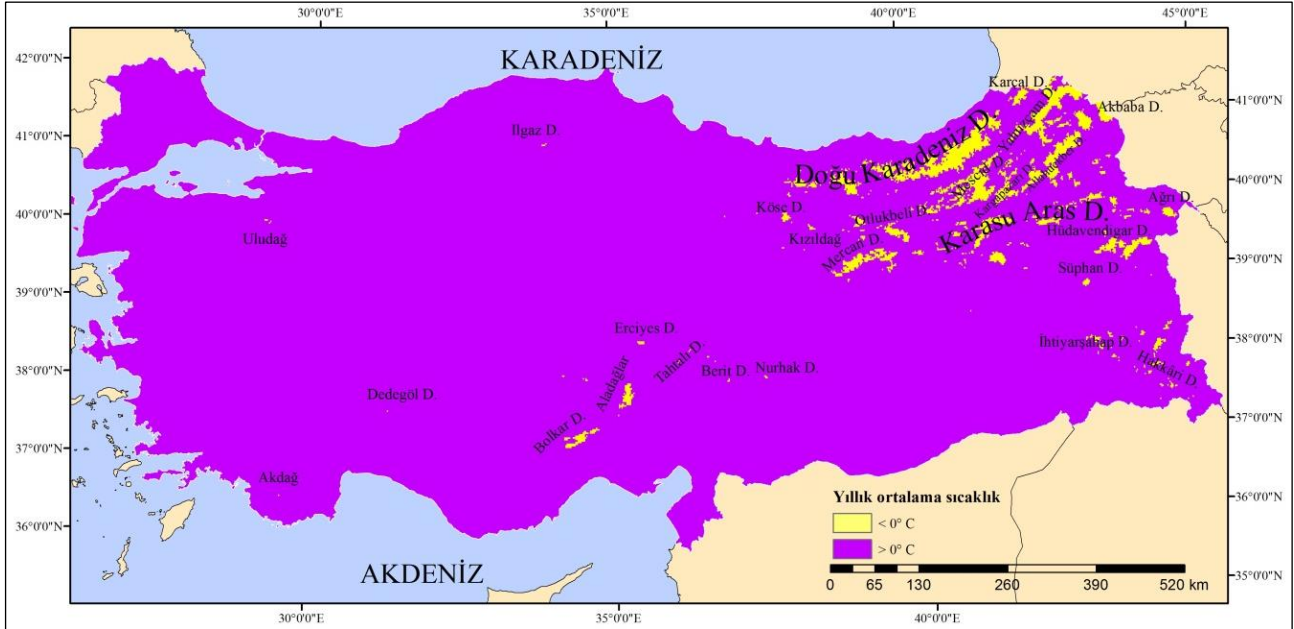 30°0'0"E
35°0'0"E
40°0'0"E
45°0'0"E
42°0'0"N
KARADENİZ
Karçal D.
Yalnızçam D.
Akbaba D.
41°0'0"N
41°0'0"N
Ilgaz D.
Doğu Karadeniz D.
Mescid D.
Kargapazarı D.
40°0'0"N
40°0'0"N
Köse D.
Otlukbeli D.
Ağrı D.
Uludağ
Kızıldağ
Mercan D.
Karasu Aras D.
Hüdavendigar D.
39°0'0"N
39°0'0"N
Süphan D.
Erciyes D.
İhtiyarşahap D.
Hakkâri D.
38°0'0"N
38°0'0"N
Aladağlar
Tahtalı D.
Berit D.
Nurhak D.
Dedegöl D.
37°0'0"N
37°0'0"N
Bolkar D.
Akdağ
36°0'0"N
36°0'0"N
Yıllık ortalama sıcaklık
< 0° C
> 0° C
AKDENİZ
0 65 130 260 390 520 km
35°0'0"N
30°0'0"E
35°0'0"E
40°0'0"E